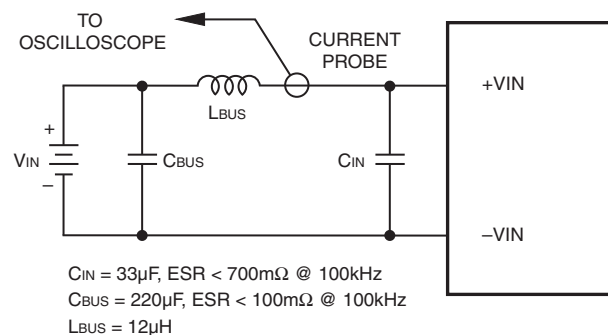 TO
OSCILLOSCOPE
CURRENT
PROBE
LBUS
+VIN
+
VIN
–
CBUS
CIN
–VIN
CIN = 33µF, ESR < 700mΩ @ 100kHz
CBUS = 220µF, ESR < 100mΩ @ 100kHz
LBUS = 12µH